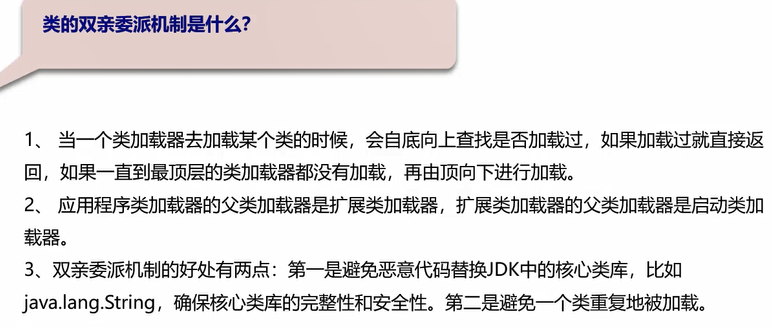 类的双亲委派机制是什么？
1、 当一个类加载器去加载某个类的时候，会自底向上查找是否加载过，如果加载过就直接返
回，如果一直到最顶层的类加载器都没有加载，再由顶向下进行加载。
2、 应用程序类加载器的父类加载器是扩展类加载器，扩展类加载器的父类加载器是启动类加
载器。
3、双亲委派机制的好处有两点：第一是避免恶意代码替换JDK中的核心类库，比如
java.lang.String，确保核心类库的完整性和安全性。第二是避免一个类重复地被加载。